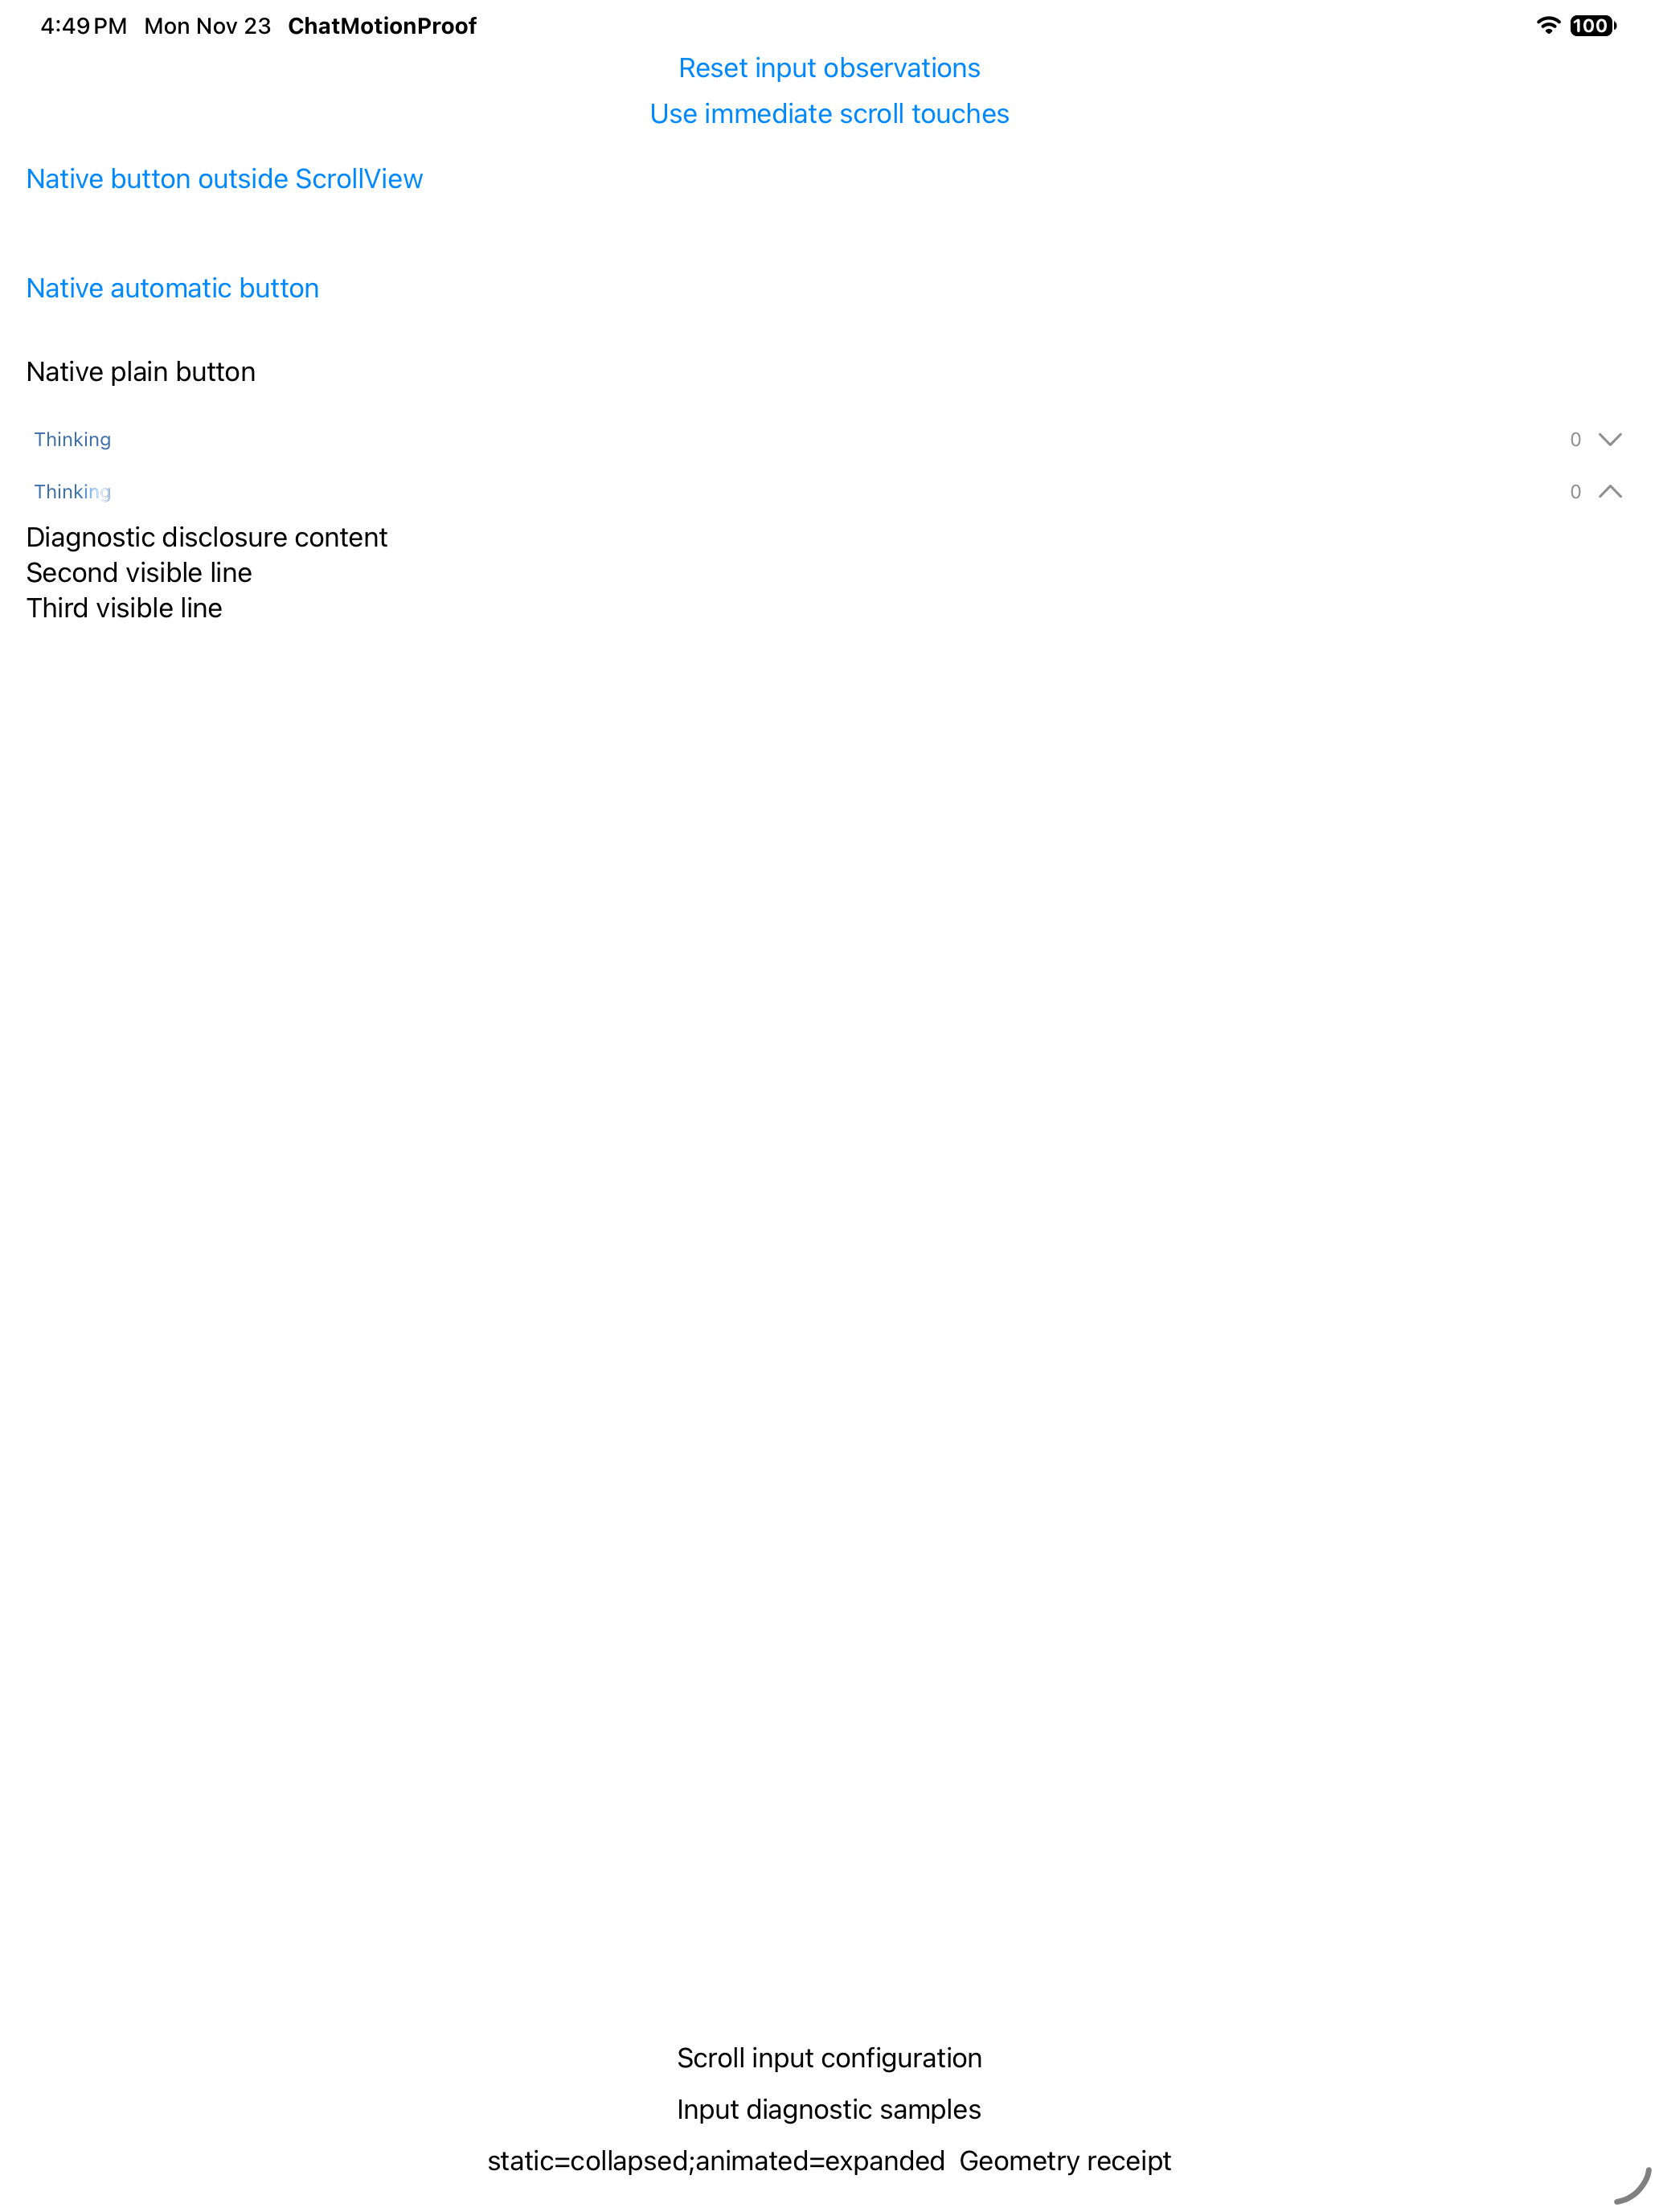 4:49 PM Mon Nov 23 ChatMotionProof 100
Reset input observations
Use immediate scroll touches
Native button outside ScrollView
Native automatic button
Native plain button
Thinking 0
Thinking 0
Diagnostic disclosure content
Second visible line
Third visible line
Scroll input configuration
Input diagnostic samples
static=collapsed;animated=expanded Geometry receipt